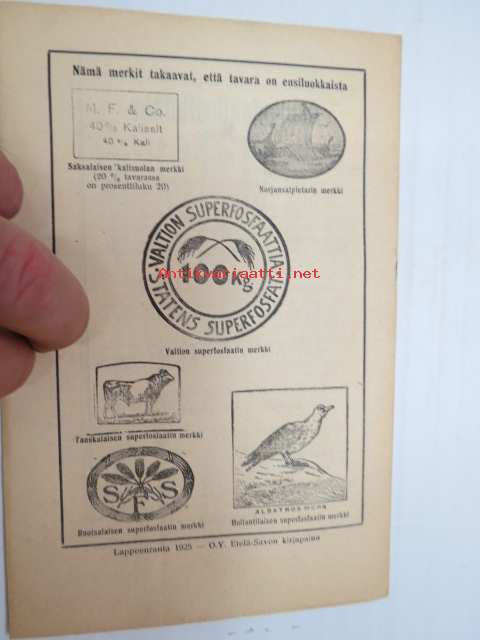 Nämä merkit takaavat, että tavara on ensiluokkaista
M. F. & Co.
40% Kalisalt
40 % Kali
Saksalaisen kalisuolan merkki
(20 % tavarassa
on prosenttiluku 20)
Norjansalpietarin merkki
VALTION SUPERFOSFAATTIA
100 KG.
STATENS SUPERFOSFAT
Antikvariaatti.net
Valtion superfosfaatin merkki
Tanskalaisen superfosfaatin merkki
S F S
ALBATROS MERK
Ruotsalaisen superfosfaatin merkki
Hollantilaisen superfosfaatin merkki
Lappeenranta 1925 — O.Y. Etelä-Savon kirjapaino